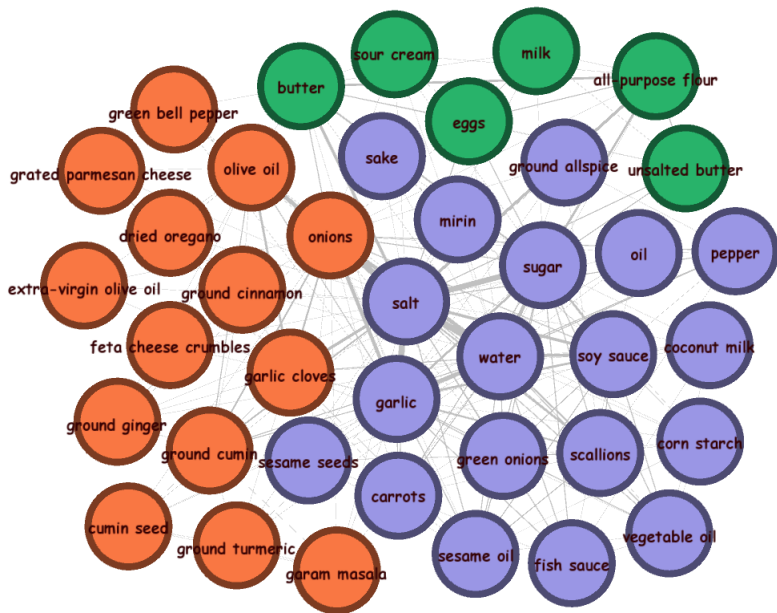 sour cream
milk
butter
all-purpose flour
green bell pepper
eggs
olive oil
sake
ground allspice
unsalted butter
grated parmesan cheese
mirin
dried oregano
onions
sugar
oil
pepper
extra-virgin olive oil
ground cinnamon
salt
feta cheese crumbles
water
soy sauce
coconut milk
garlic cloves
garlic
ground ginger
ground cumin
sesame seeds
green onions
scallions
corn starch
carrots
cumin seed
ground turmeric
vegetable oil
garam masala
sesame oil
fish sauce